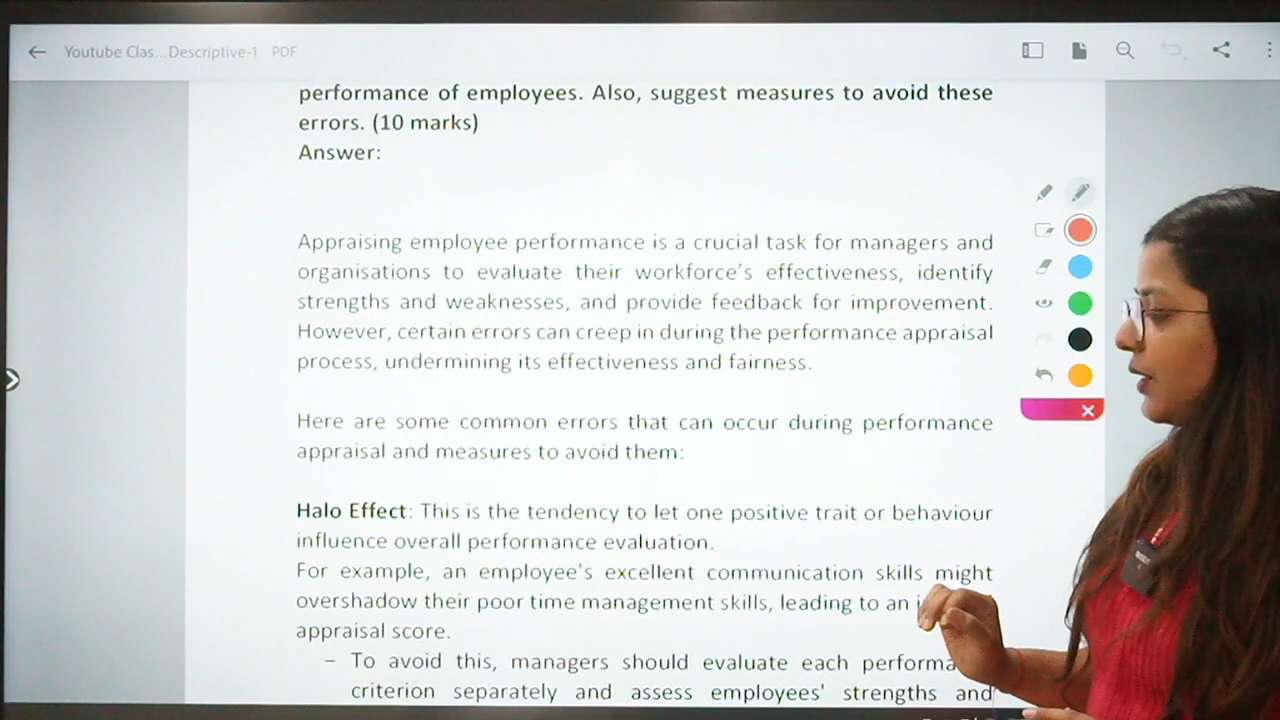 Youtube Clas...Descriptive-1 PDF
performance of employees. Also, suggest measures to avoid these
errors. (10 marks)
Answer:
Appraising employee performance is a crucial task for managers and
organisations to evaluate their workforce's effectiveness, identify
strengths and weaknesses, and provide feedback for improvement.
However, certain errors can creep in during the performance appraisal
process, undermining its effectiveness and fairness.
Here are some common errors that can occur during performance
appraisal and measures to avoid them:
Halo Effect: This is the tendency to let one positive trait or behaviour
influence overall performance evaluation.
For example, an employee's excellent communication skills might
overshadow their poor time management skills, leading to an
appraisal score.
– To avoid this, managers should evaluate each
criterion separately and assess employees' strengths and